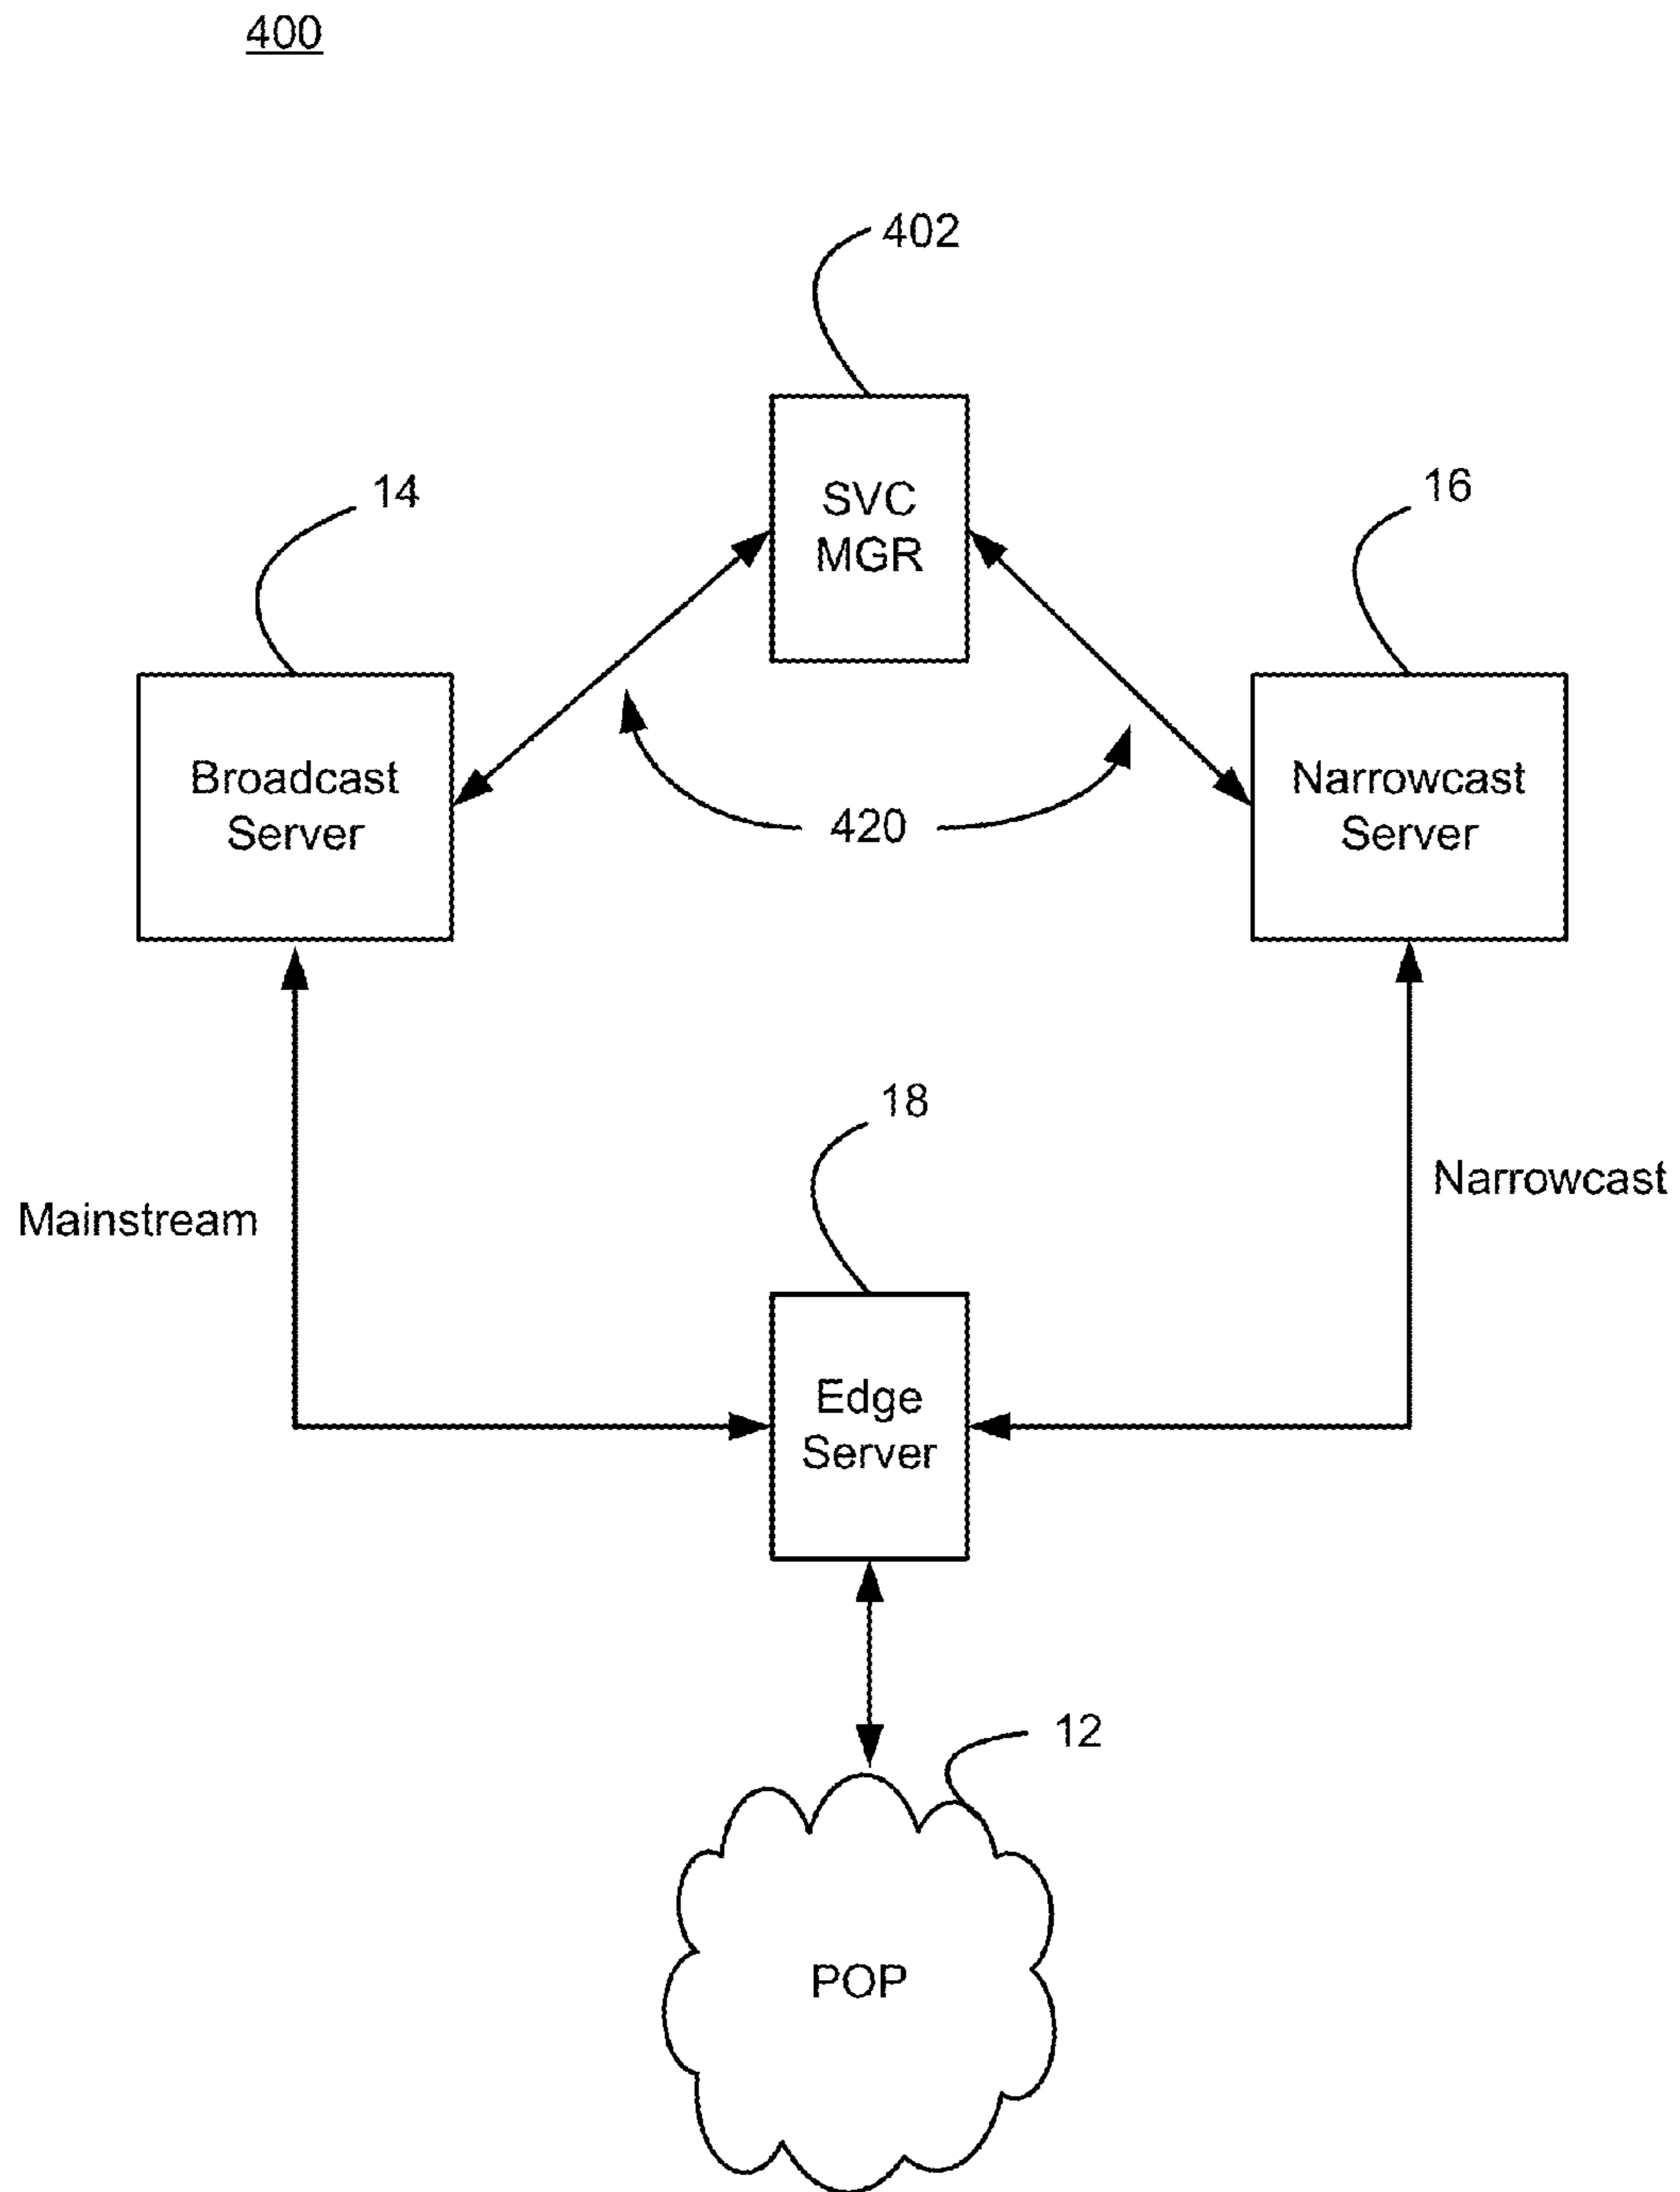 400
402
14
SVC
MGR
16
Broadcast
Server
420
Narrowcast
Server
18
Narrowcast
Mainstream
Edge
Server
12
POP